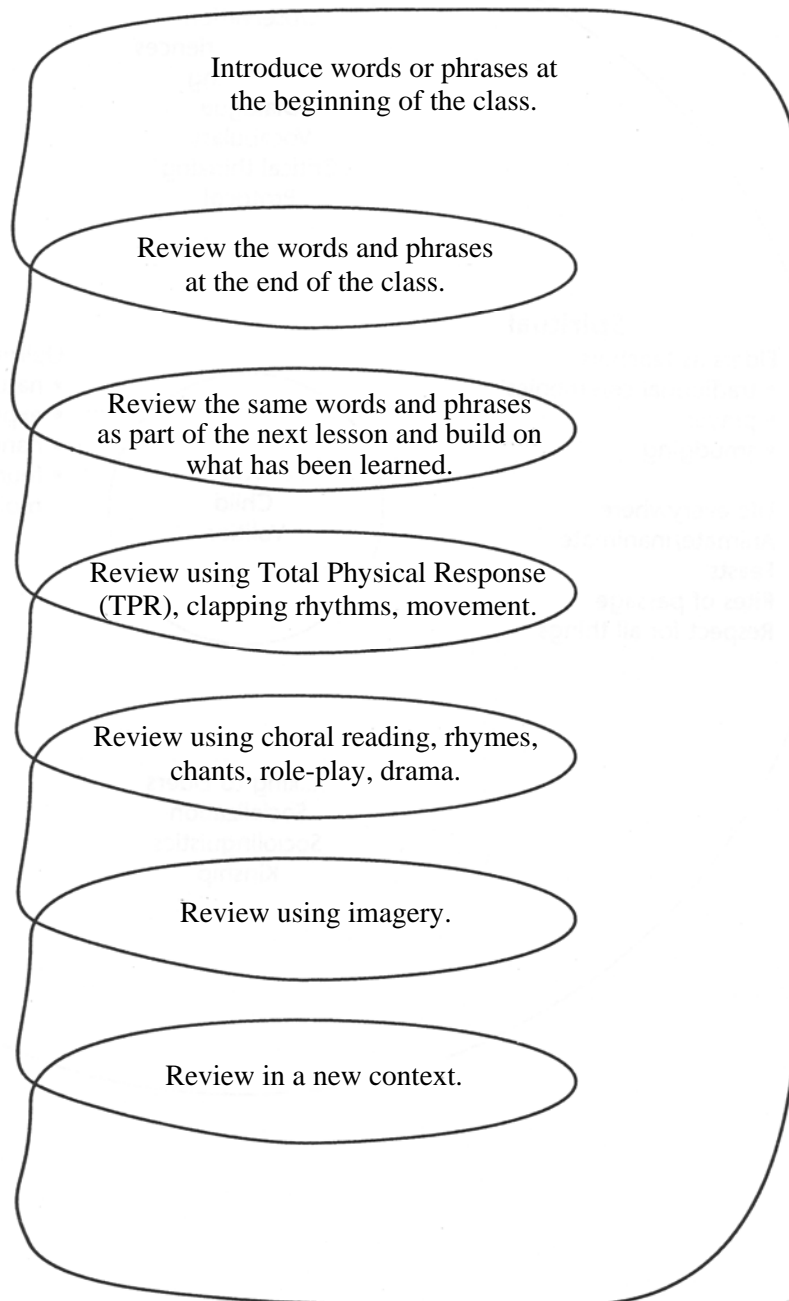 Introduce words or phrases at
the beginning of the class.
Review the words and phrases
at the end of the class.
Review the same words and phrases
as part of the next lesson and build on
what has been learned.
Review using Total Physical Response
(TPR), clapping rhythms, movement.
Review using choral reading, rhymes,
chants, role-play, drama.
Review using imagery.
Review in a new context.